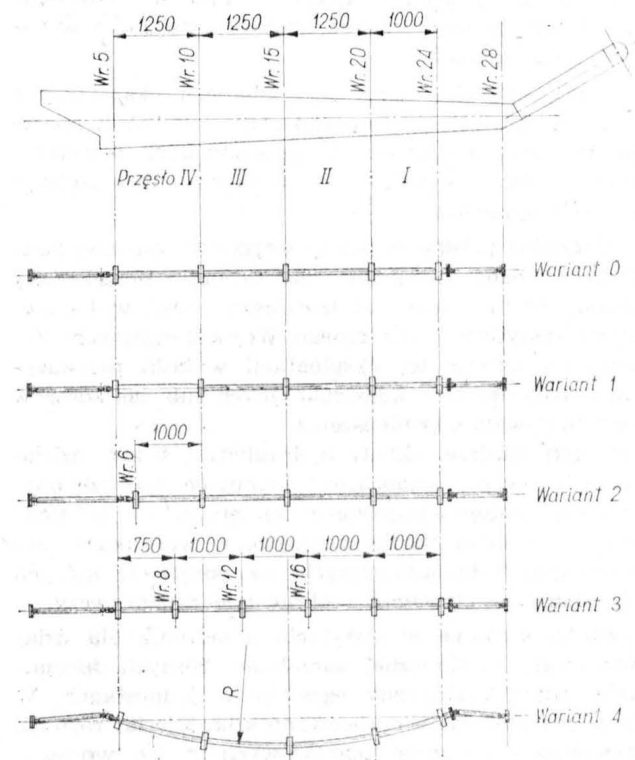 1250 1250 1250 1000
Wr. 5 Wr. 10 Wr. 15 Wr. 20 Wr. 24 Wr. 28
Przęsło IV III II I
Wariant 0
Wariant 1
1000
Wr. 6
Wariant 2
750 1000 1000 1000 1000
Wr. 8 Wr. 12 Wr. 16
Wariant 3
R
Wariant 4